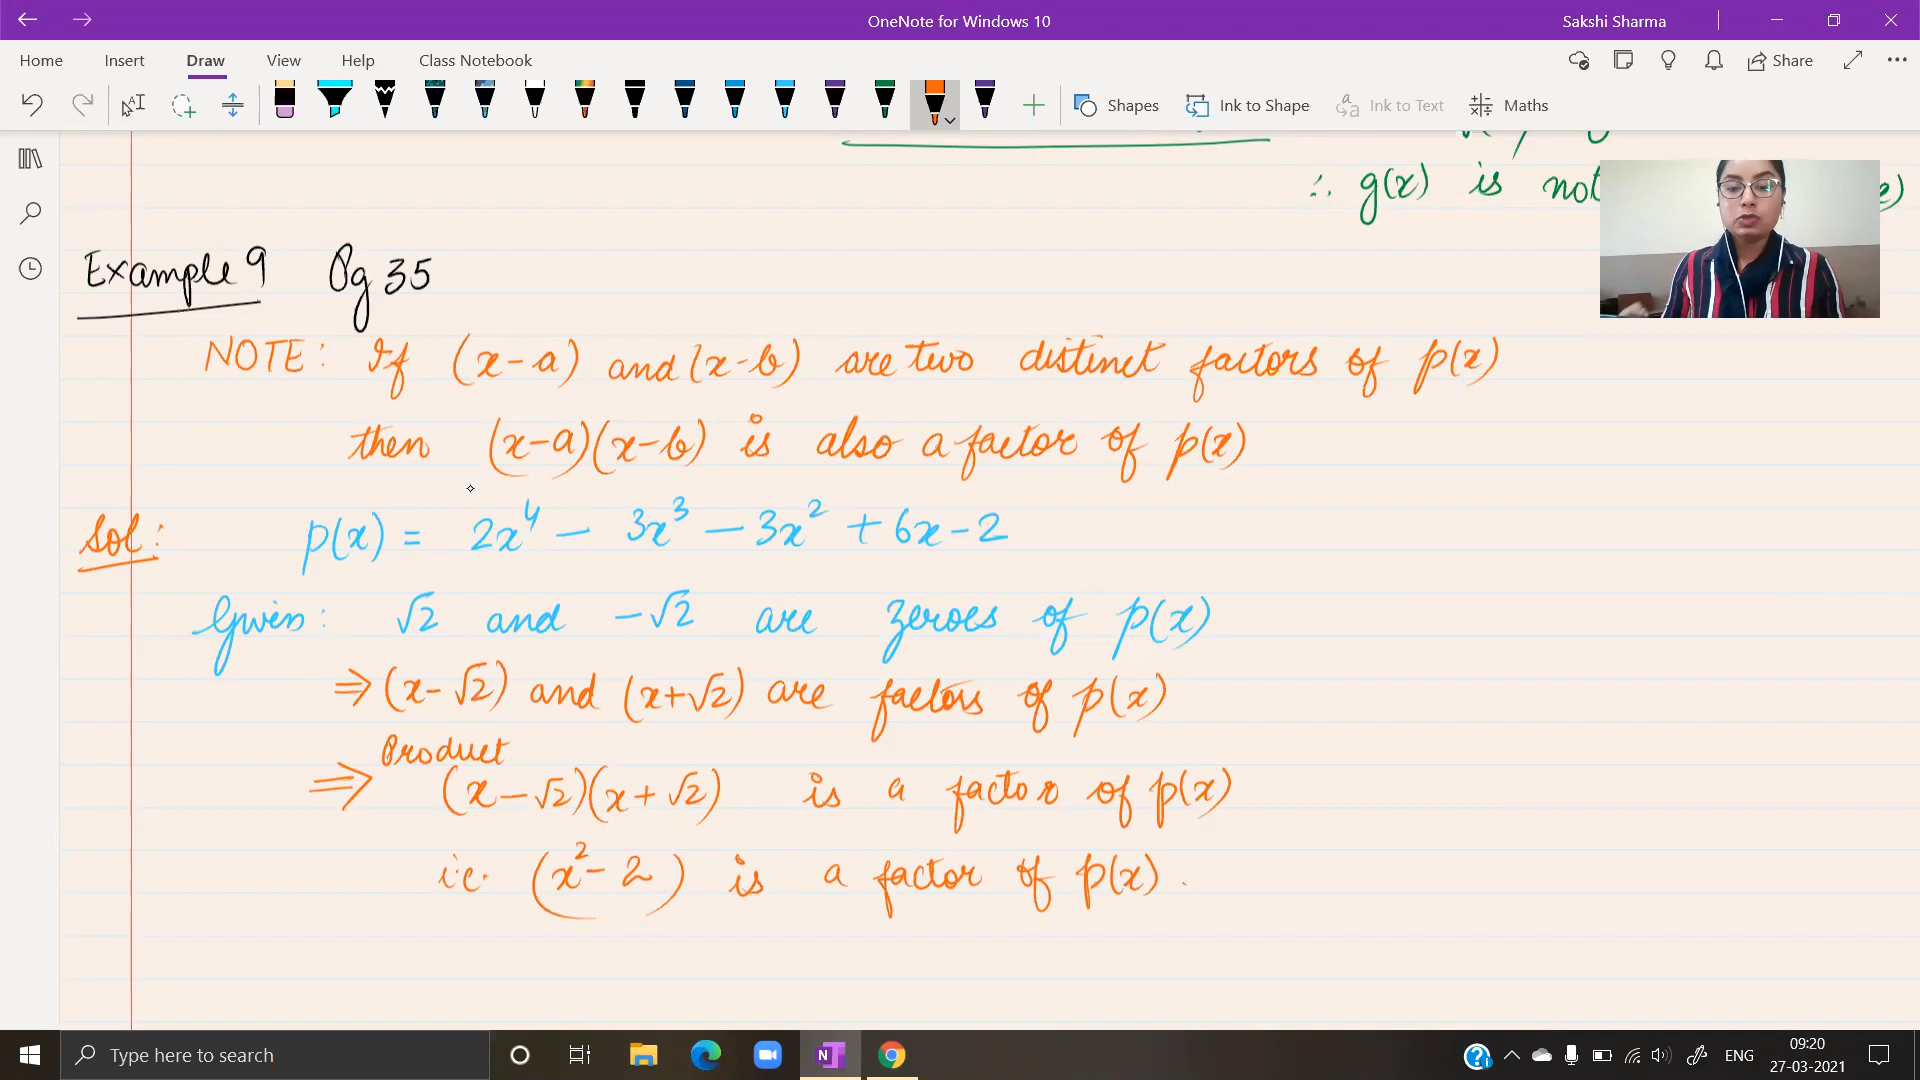 OneNote for Windows 10
Sakshi Sharma
Home Insert Draw View Help Class Notebook
Share
Shapes Ink to Shape Ink to Text Maths
∴ g(x) is not
Example 9 Pg 35
NOTE: If (x-a) and (x-b) are two distinct factors of p(x)
then (x-a)(x-b) is also a factor of p(x)
Sol: p(x) = 2x⁴ - 3x³ - 3x² + 6x - 2
Given: √2 and -√2 are zeroes of p(x)
⇒ (x-√2) and (x+√2) are factors of p(x)
Product
⇒ (x-√2)(x+√2) is a factor of p(x)
i.e. (x²-2) is a factor of p(x).
Type here to search
ENG
09:20
27-03-2021